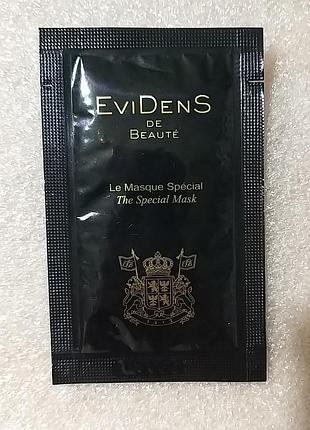 EviDenS
DE
BEAUTÉ
Le Masque Spécial
The Special Mask